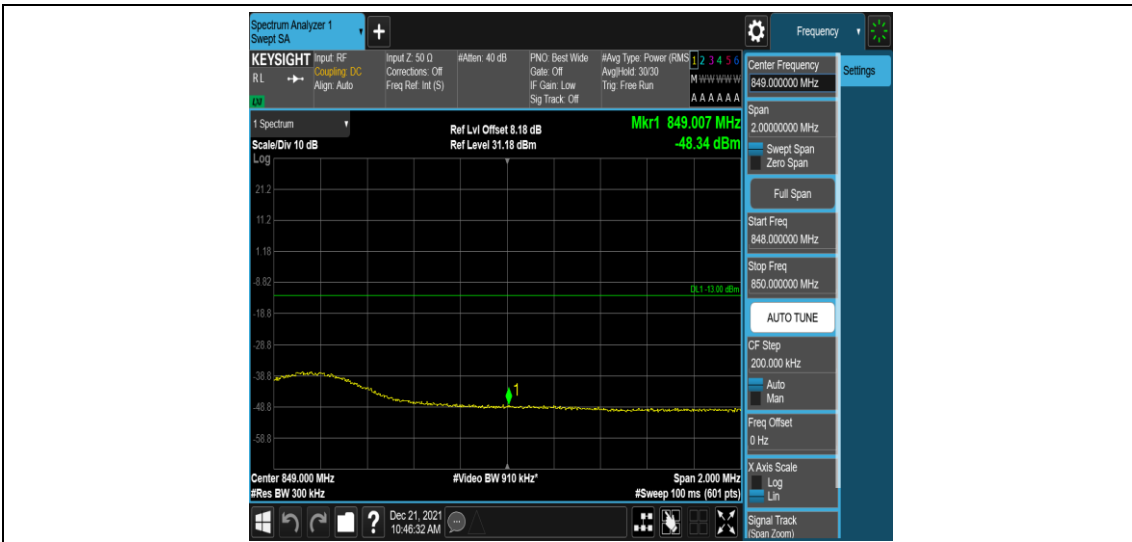 Spectrum Analyzer 1
Swept SA
+
Frequency
KEYSIGHT
RL
LXI
Input: RF
Coupling: DC
Align: Auto
Input Z: 50 Ω
Corrections: Off
Freq Ref: Int (S)
#Atten: 40 dB
PNO: Best Wide
Gate: Off
IF Gain: Low
Sig Track: Off
#Avg Type: Power (RMS
Avg|Hold: 30/30
Trig: Free Run
1 2 3 4 5 6
M W W W W W
A A A A A A
Center Frequency
849.000000 MHz
Settings
Span
2.00000000 MHz
Swept Span
Zero Span
Full Span
Start Freq
848.000000 MHz
Stop Freq
850.000000 MHz
AUTO TUNE
CF Step
200.000 kHz
Auto
Man
Freq Offset
0 Hz
X Axis Scale
Log
Lin
Signal Track
(Span Zoom)
1 Spectrum
Scale/Div 10 dB
Log
Ref Lvl Offset 8.18 dB
Ref Level 31.18 dBm
Mkr1 849.007 MHz
-48.34 dBm
21.2
11.2
1.18
-8.82
DL1 -13.00 dBm
-18.8
-28.8
-38.8
1
-48.8
-58.8
Center 849.000 MHz
#Video BW 910 kHz*
Span 2.000 MHz
#Res BW 300 kHz
#Sweep 100 ms (601 pts)
?
Dec 21, 2021
10:46:32 AM